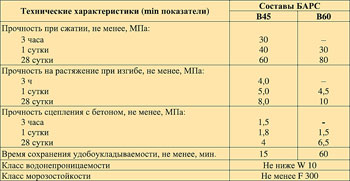 Технические характеристики (min показатели) Составы БАРС
В45 В60
Прочность при сжатии, не менее, МПа:
3 часа 30 –
1 сутки 40 30
28 сутки 60 80
Прочность на растяжение при изгибе, не менее, МПа:
3 ч 4,0 –
1 сутки 5,0 4,5
28 сутки 8,0 10
Прочность сцепления с бетоном, не менее, МПа:
3 часа 1,5 -
1 сутки 1,8 1,5
28 сутки 4 6,5
Время сохранения удобоукладываемости, не менее, мин. 15 60
Класс водонепроницаемости Не ниже W 10
Класс морозостойкости Не менее F 300